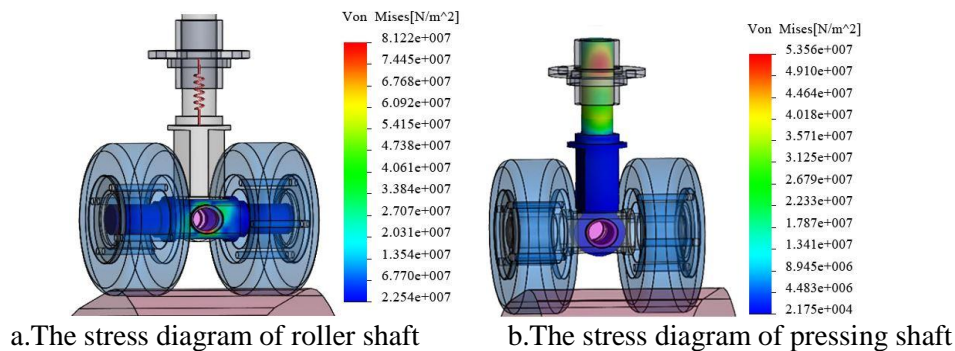 Von Mises[N/m^2]
8.122e+007
7.445e+007
6.768e+007
6.092e+007
5.415e+007
4.738e+007
4.061e+007
3.384e+007
2.707e+007
2.031e+007
1.354e+007
6.770e+007
2.254e+007
a.The stress diagram of roller shaft
Von Mises[N/m^2]
5.356e+007
4.910e+007
4.464e+007
4.018e+007
3.571e+007
3.125e+007
2.679e+007
2.233e+007
1.787e+007
1.341e+007
8.945e+006
4.483e+006
2.175e+004
b.The stress diagram of pressing shaft